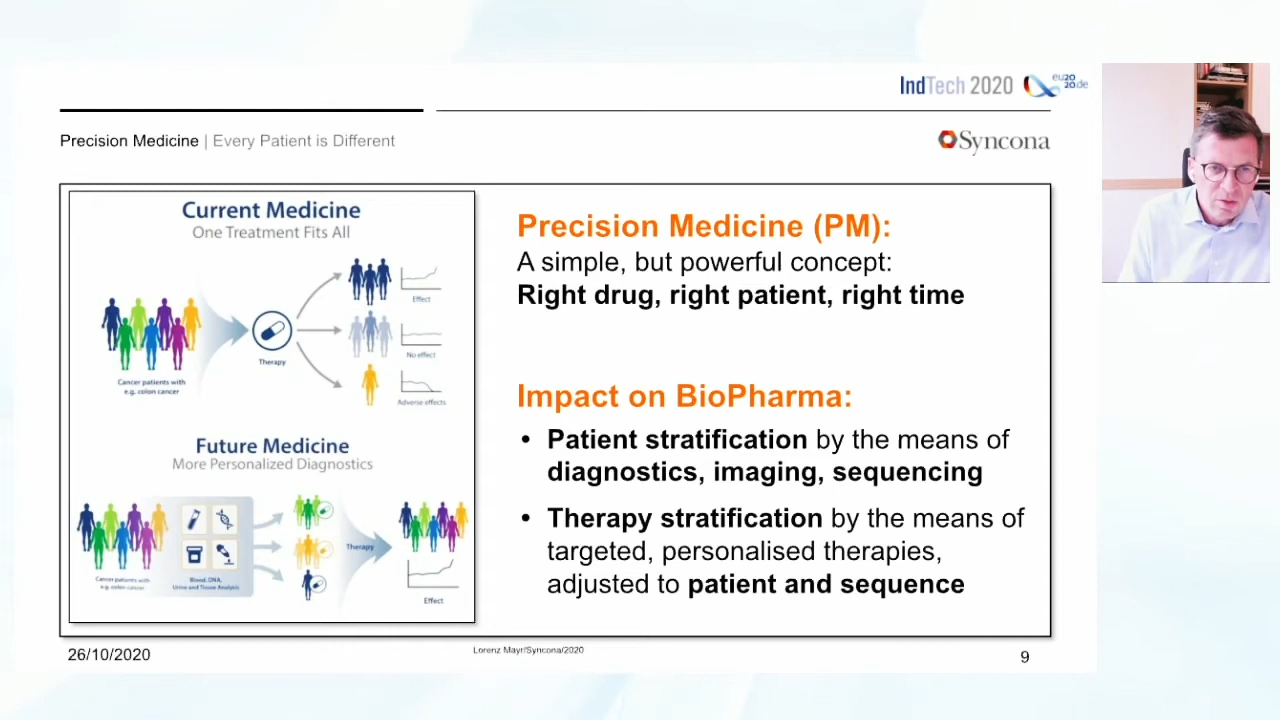 IndTech 2020
eu20
20.de
Precision Medicine | Every Patient is Different
Syncona
Current Medicine
One Treatment Fits All
Effect
No effect
Adverse effects
Therapy
Cancer patients with
e.g. colon cancer
Future Medicine
More Personalized Diagnostics
Therapy
Cancer patients with
e.g. colon cancer
Blood, DNA,
Urine and Tissue Analysis
Effect
Precision Medicine (PM):
A simple, but powerful concept:
Right drug, right patient, right time
Impact on BioPharma:
• Patient stratification by the means of
diagnostics, imaging, sequencing
• Therapy stratification by the means of
targeted, personalised therapies,
adjusted to patient and sequence
26/10/2020
Lorenz Mayr/Syncona/2020
9